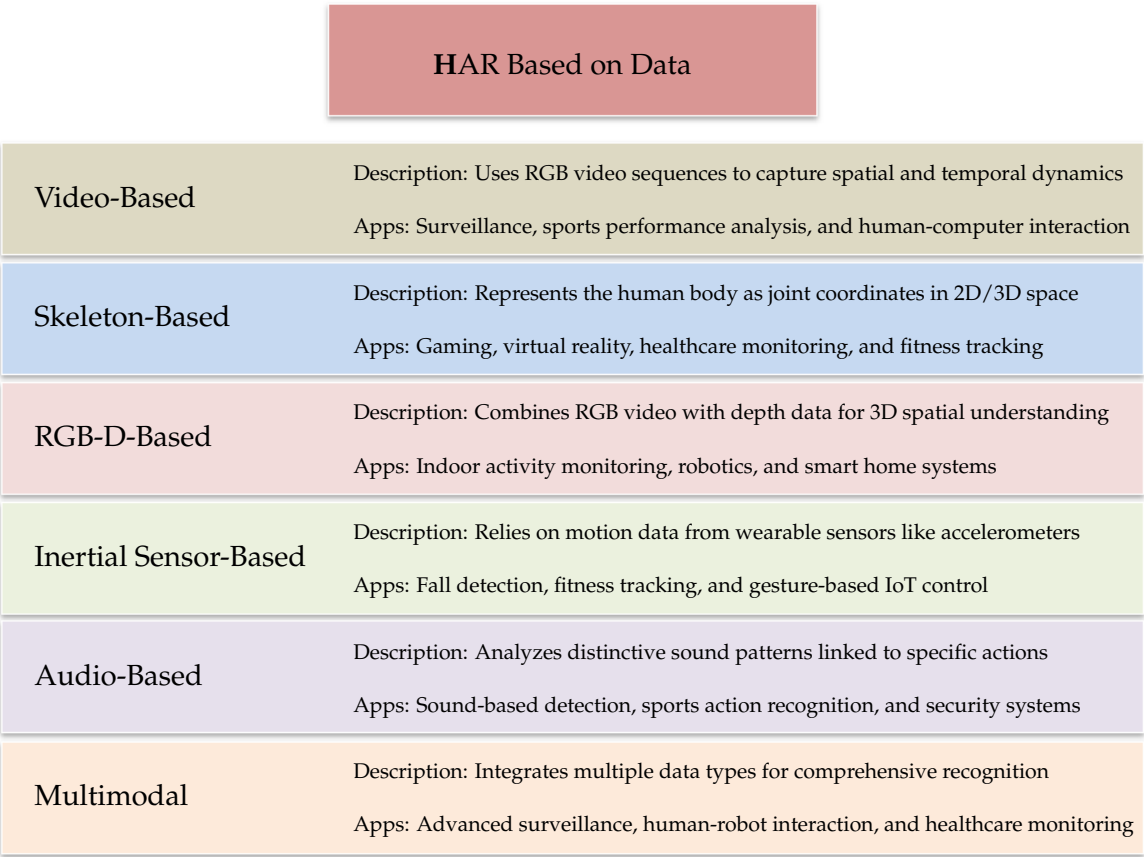 HAR Based on Data
Video-Based
Description: Uses RGB video sequences to capture spatial and temporal dynamics
Apps: Surveillance, sports performance analysis, and human-computer interaction
Skeleton-Based
Description: Represents the human body as joint coordinates in 2D/3D space
Apps: Gaming, virtual reality, healthcare monitoring, and fitness tracking
RGB-D-Based
Description: Combines RGB video with depth data for 3D spatial understanding
Apps: Indoor activity monitoring, robotics, and smart home systems
Inertial Sensor-Based
Description: Relies on motion data from wearable sensors like accelerometers
Apps: Fall detection, fitness tracking, and gesture-based IoT control
Audio-Based
Description: Analyzes distinctive sound patterns linked to specific actions
Apps: Sound-based detection, sports action recognition, and security systems
Multimodal
Description: Integrates multiple data types for comprehensive recognition
Apps: Advanced surveillance, human-robot interaction, and healthcare monitoring